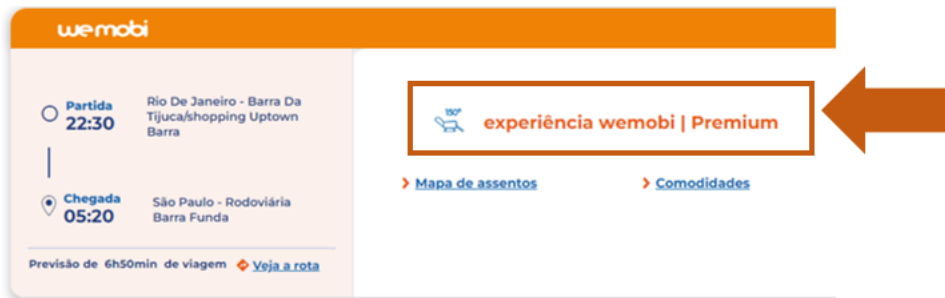 wemobi
Partida
22:30
Rio De Janeiro - Barra Da
Tijuca/shopping Uptown
Barra
Chegada
05:20
São Paulo - Rodoviária
Barra Funda
Previsão de 6h50min de viagem Veja a rota
150°
experiência wemobi | Premium
Mapa de assentos
Comodidades